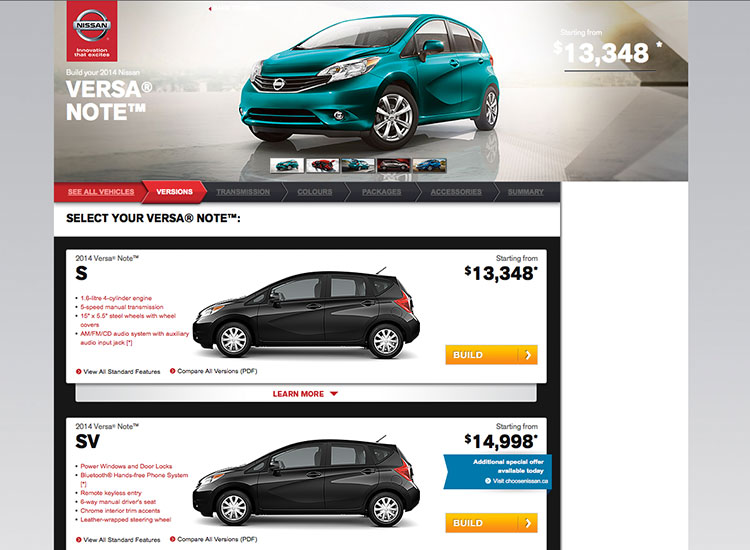 NISSAN
Innovation
that excites
Build your 2014 Nissan
VERSA®
NOTE™
Starting from
$13,348*
SEE ALL VEHICLES
VERSIONS
TRANSMISSION
COLOURS
PACKAGES
ACCESSORIES
SUMMARY
SELECT YOUR VERSA® NOTE™:
2014 Versa® Note™
S
Starting from
$13,348*
1.6-litre 4-cylinder engine
5-speed manual transmission
15" x 5.5" steel wheels with wheel
covers
AM/FM/CD audio system with auxiliary
audio input jack [*]
BUILD
View All Standard Features
Compare All Versions (PDF)
LEARN MORE
2014 Versa® Note™
SV
Starting from
$14,998*
Additional special offer
available today
Visit choosenissan.ca
Power Windows and Door Locks
Bluetooth® Hands-free Phone System
[*]
Remote keyless entry
6-way manual driver's seat
Chrome interior trim accents
Leather-wrapped steering wheel
BUILD
View All Standard Features
Compare All Versions (PDF)